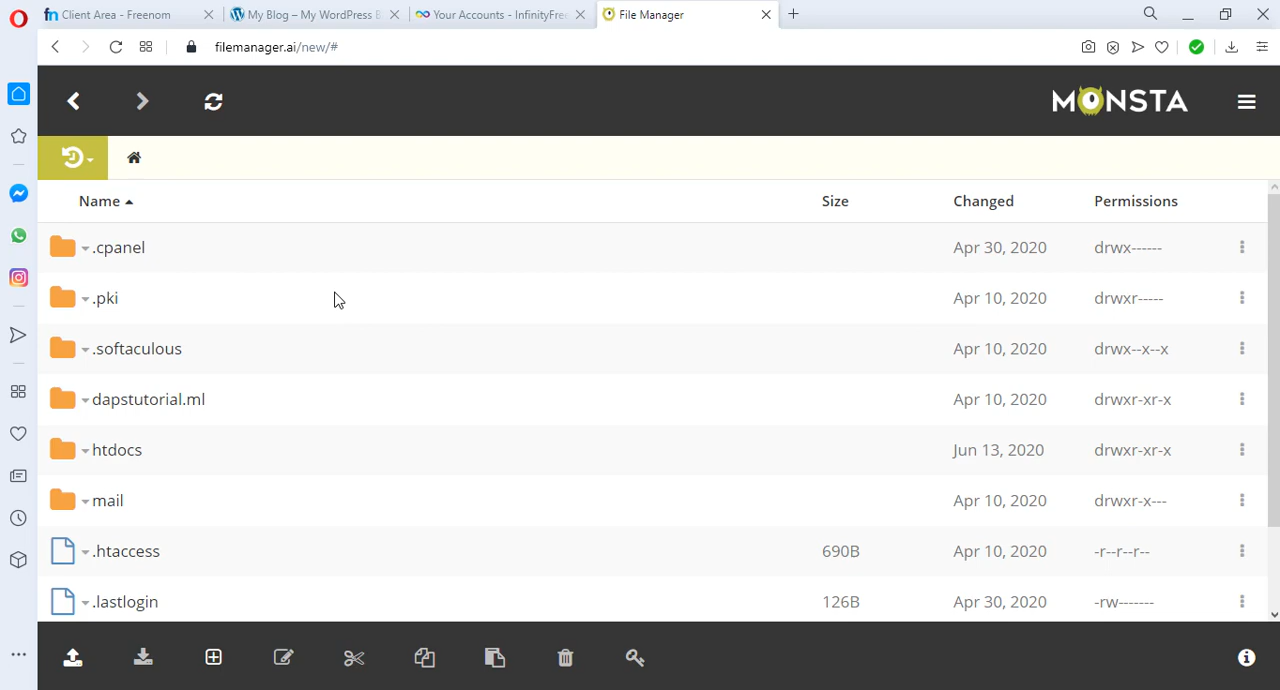 Client Area - Freenom
My Blog – My WordPress B
Your Accounts - InfinityFree
File Manager
filemanager.ai/new/#
MONSTA
Name Size Changed Permissions
.cpanel Apr 30, 2020 drwx------
.pki Apr 10, 2020 drwxr-----
.softaculous Apr 10, 2020 drwx--x--x
dapstutorial.ml Apr 10, 2020 drwxr-xr-x
htdocs Jun 13, 2020 drwxr-xr-x
mail Apr 10, 2020 drwxr-x---
.htaccess 690B Apr 10, 2020 -r--r--r--
.lastlogin 126B Apr 30, 2020 -rw-------